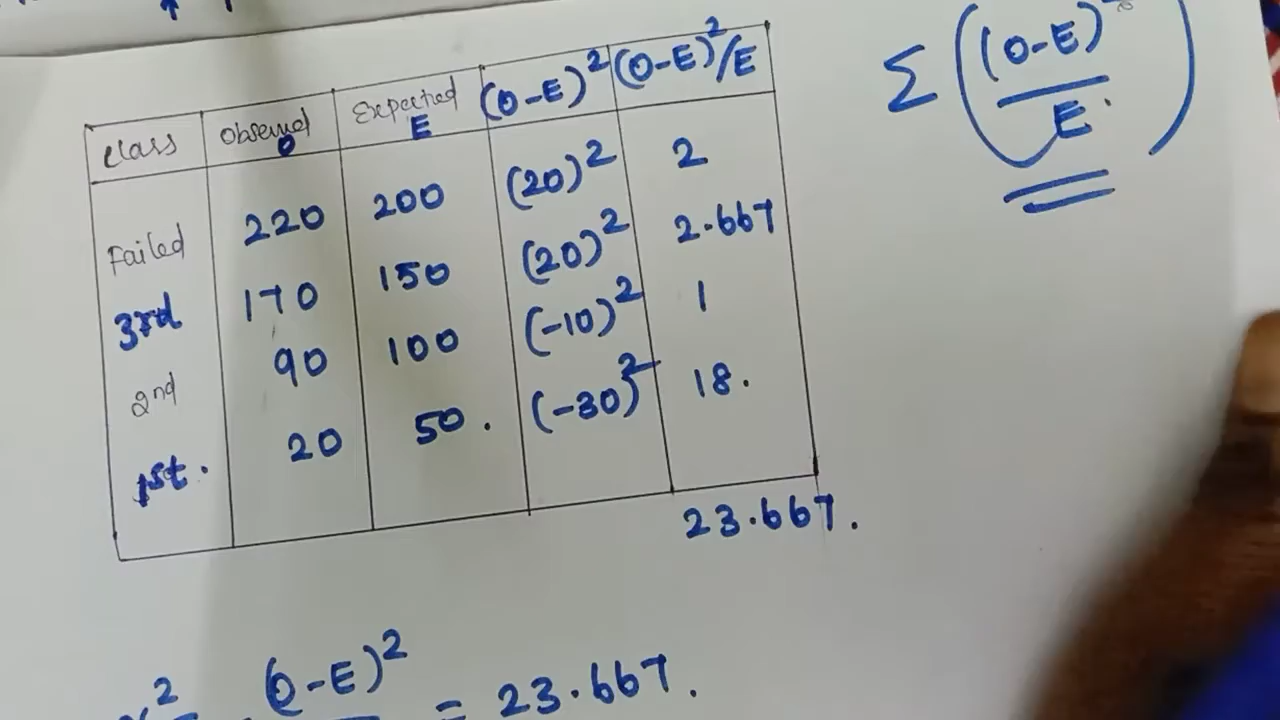 Class Observed O Expected E (O-E)² (O-E)²/E
Failed 220 200 (20)² 2
3rd 170 150 (20)² 2.667
2nd 90 100 (-10)² 1
1st. 20 50. (-30)² 18.
23.667.
Σ ((O-E)²/E)
(O-E)² = 23.667.